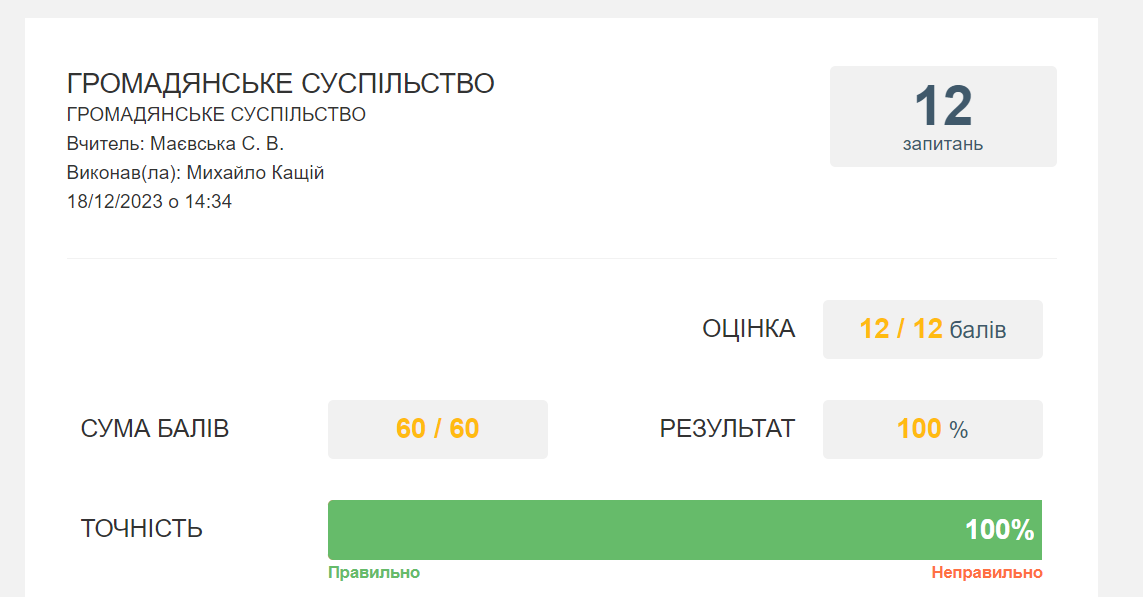 ГРОМАДЯНСЬКЕ СУСПІЛЬСТВО
ГРОМАДЯНСЬКЕ СУСПІЛЬСТВО
Вчитель: Маєвська С. В.
Виконав(ла): Михайло Кащій
18/12/2023 о 14:34
12
запитань
ОЦІНКА 12 / 12 балів
СУМА БАЛІВ 60 / 60 РЕЗУЛЬТАТ 100 %
ТОЧНІСТЬ 100%
Правильно Неправильно